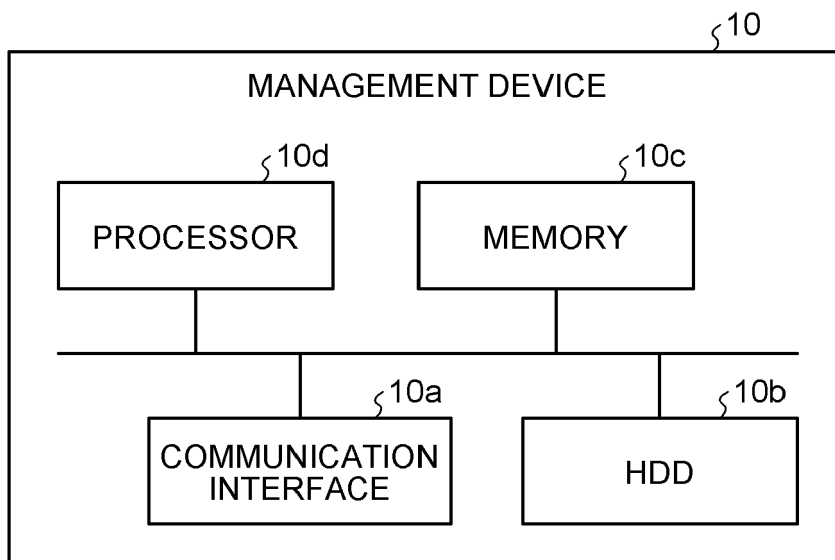 10
MANAGEMENT DEVICE
10d
10c
PROCESSOR
MEMORY
10a
10b
COMMUNICATION
INTERFACE
HDD